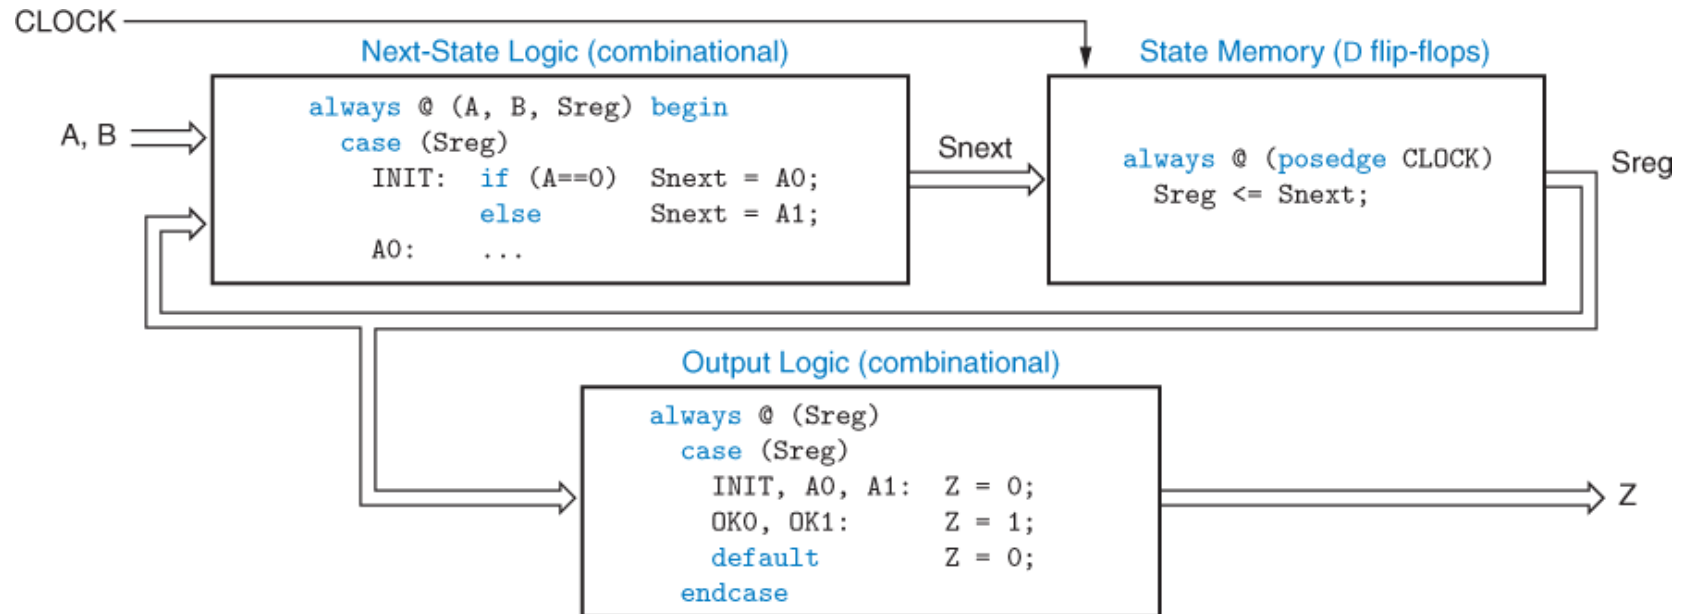 CLOCK
Next-State Logic (combinational)
State Memory (D flip-flops)
always @ (A, B, Sreg) begin
case (Sreg)
INIT: if (A==0) Snext = A0;
else Snext = A1;
A0: ...
A, B
Snext
always @ (posedge CLOCK)
Sreg <= Snext;
Sreg
Output Logic (combinational)
always @ (Sreg)
case (Sreg)
INIT, A0, A1: Z = 0;
OK0, OK1: Z = 1;
default Z = 0;
endcase
Z